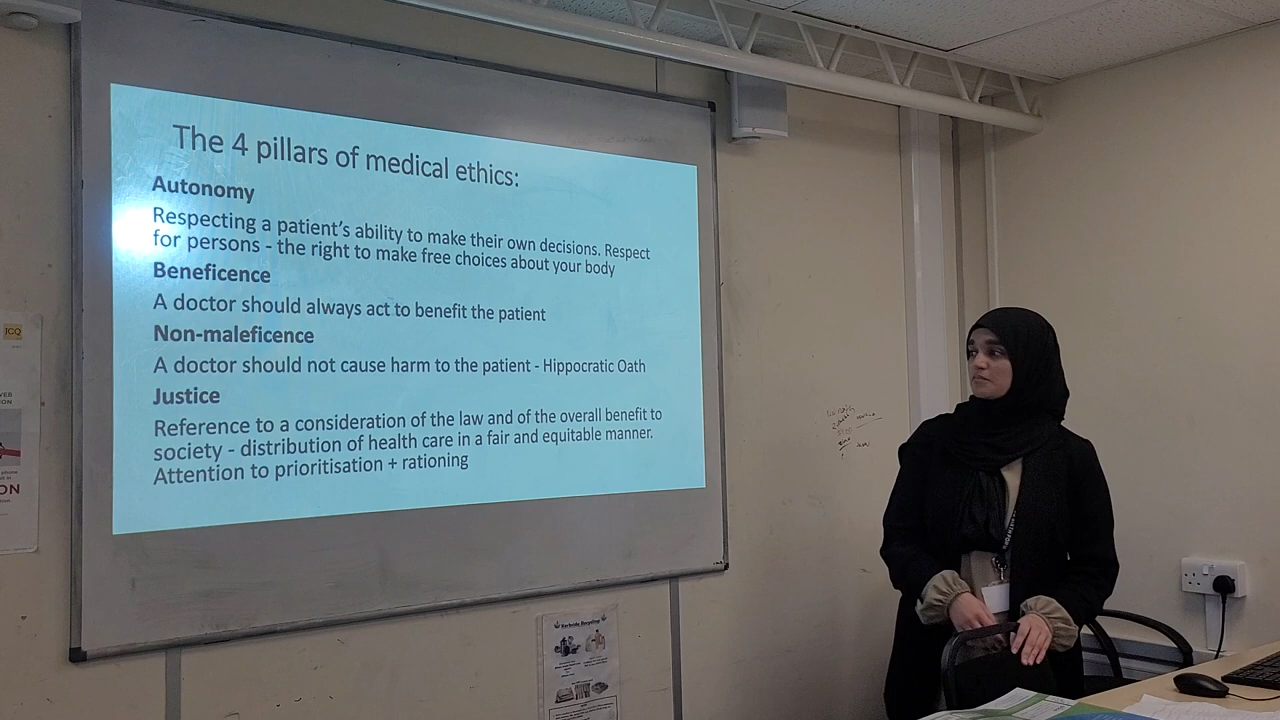 The 4 pillars of medical ethics:
Autonomy
Respecting a patient's ability to make their own decisions. Respect
for persons - the right to make free choices about your body
Beneficence
A doctor should always act to benefit the patient
Non-maleficence
A doctor should not cause harm to the patient - Hippocratic Oath
Justice
Reference to a consideration of the law and of the overall benefit to
society - distribution of health care in a fair and equitable manner.
Attention to prioritisation + rationing
JCQ
ON
Kerbside Recycling